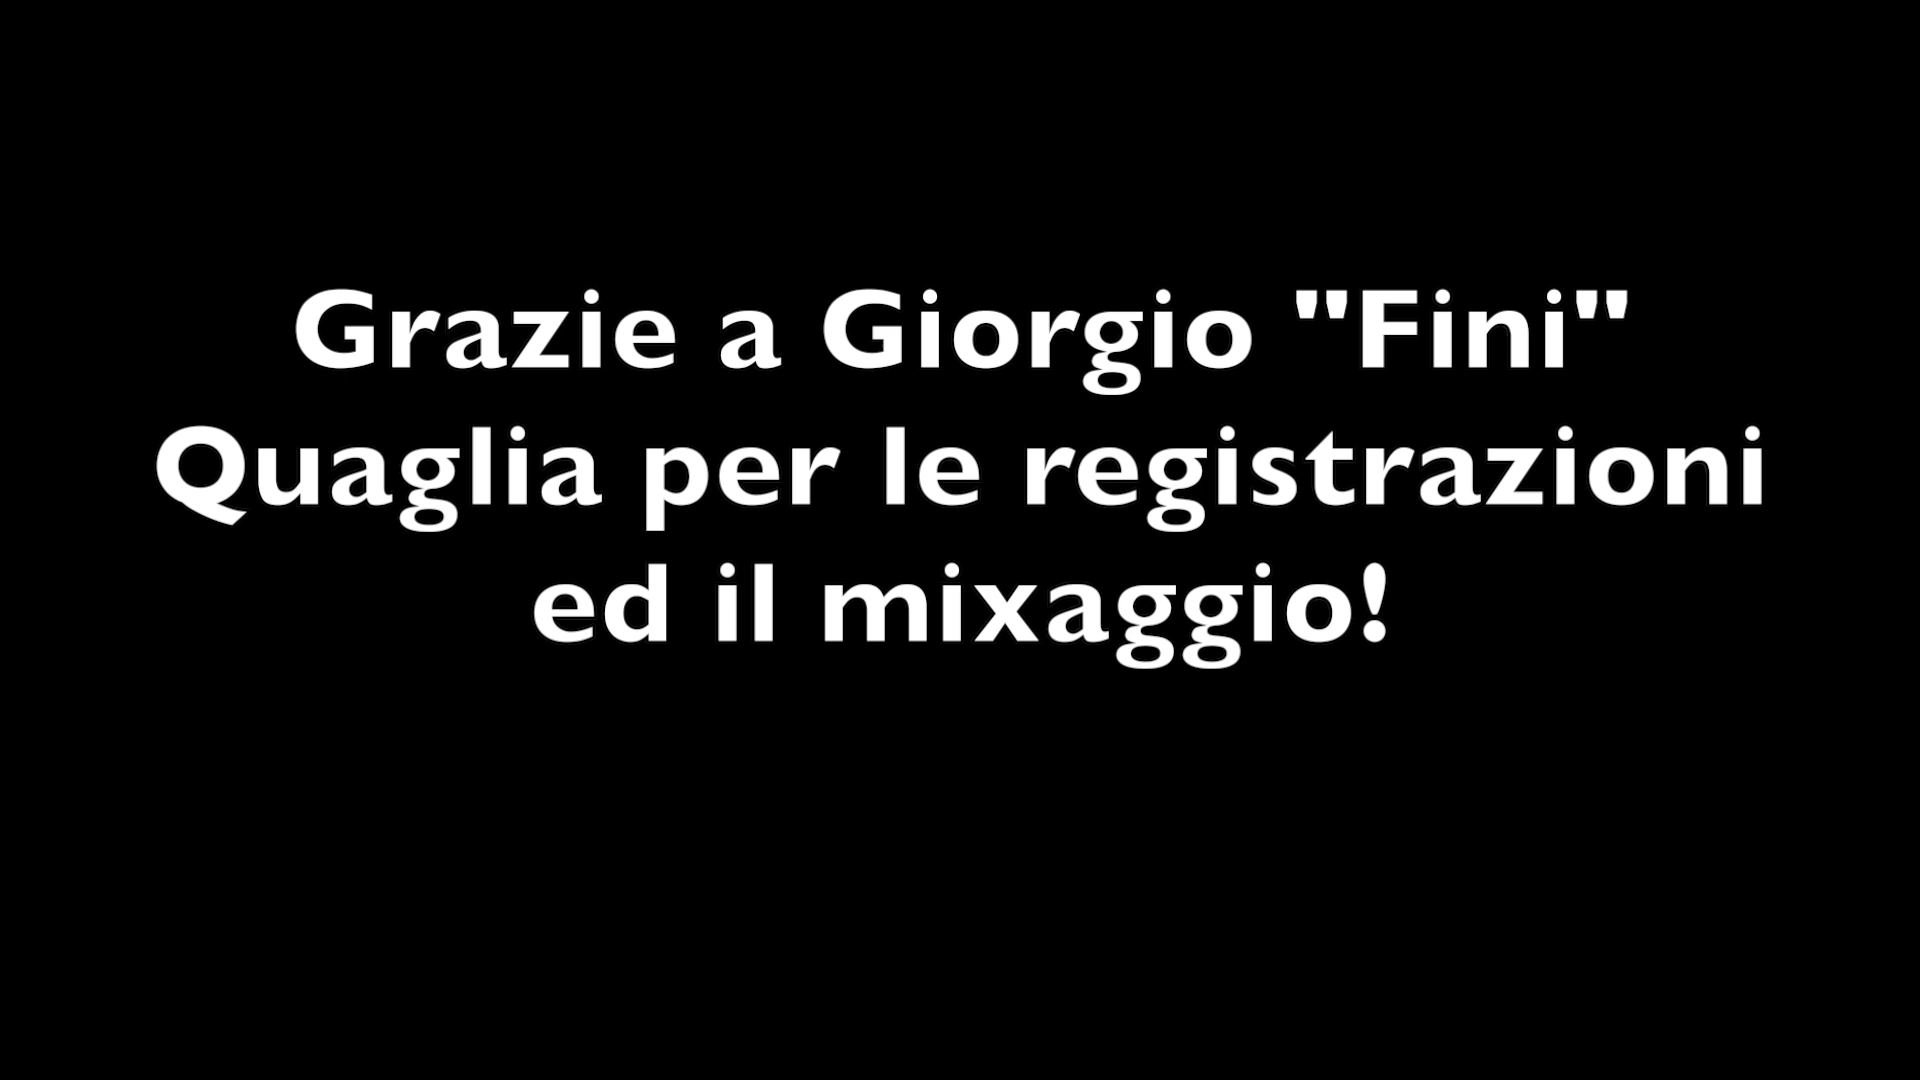 Grazie a Giorgio "Fini"
Quaglia per le registrazioni
ed il mixaggio!